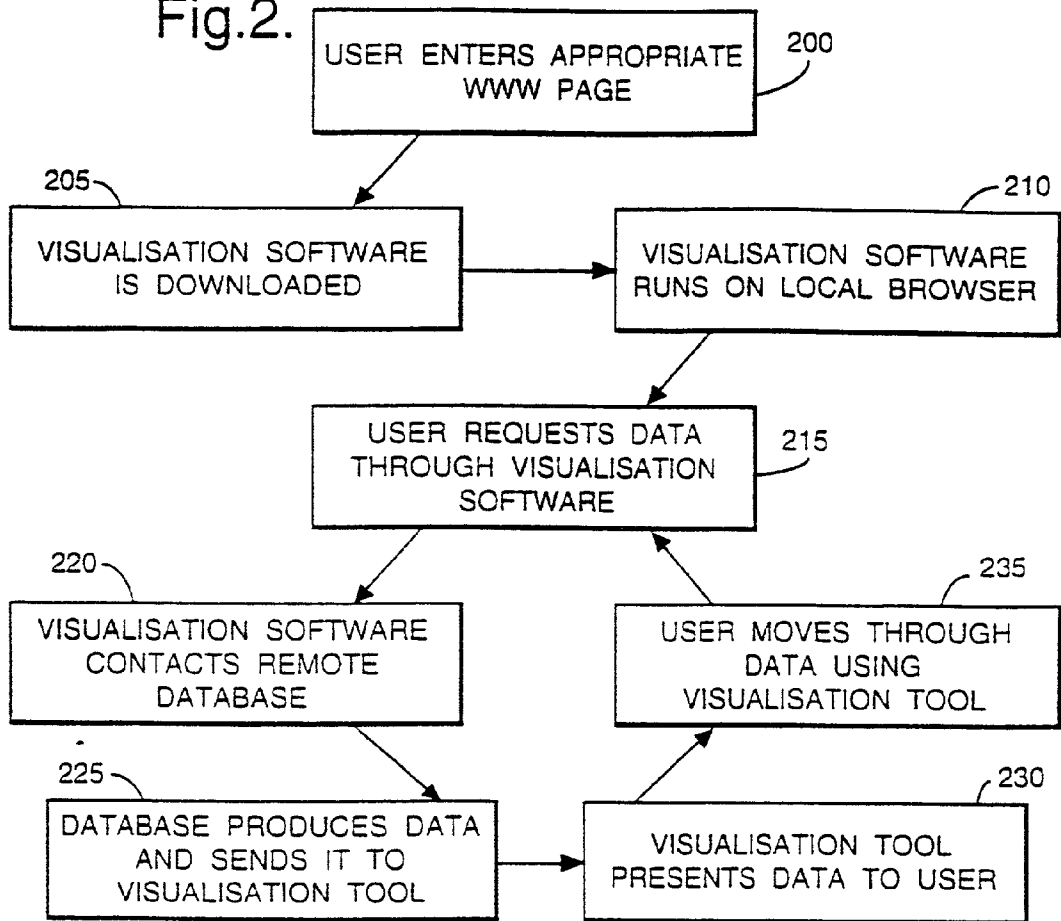 Fig.2.
USER ENTERS APPROPRIATE
WWW PAGE
200
205
VISUALISATION SOFTWARE
IS DOWNLOADED
210
VISUALISATION SOFTWARE
RUNS ON LOCAL BROWSER
USER REQUESTS DATA
THROUGH VISUALISATION
SOFTWARE
215
220
VISUALISATION SOFTWARE
CONTACTS REMOTE
DATABASE
235
USER MOVES THROUGH
DATA USING
VISUALISATION TOOL
225
DATABASE PRODUCES DATA
AND SENDS IT TO
VISUALISATION TOOL
230
VISUALISATION TOOL
PRESENTS DATA TO USER